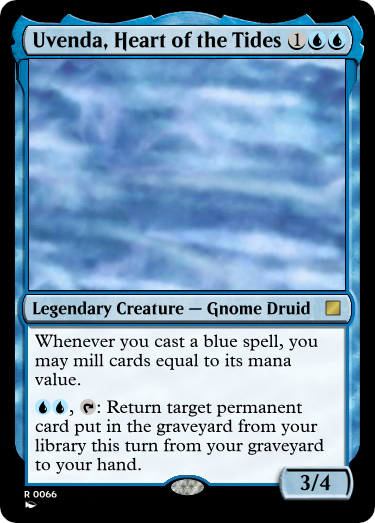 Uvenda, Heart of the Tides 1
Legendary Creature — Gnome Druid
Whenever you cast a blue spell, you
may mill cards equal to its mana
value.
, : Return target permanent
card put in the graveyard from your
library this turn from your graveyard
to your hand.
3/4
R 0066